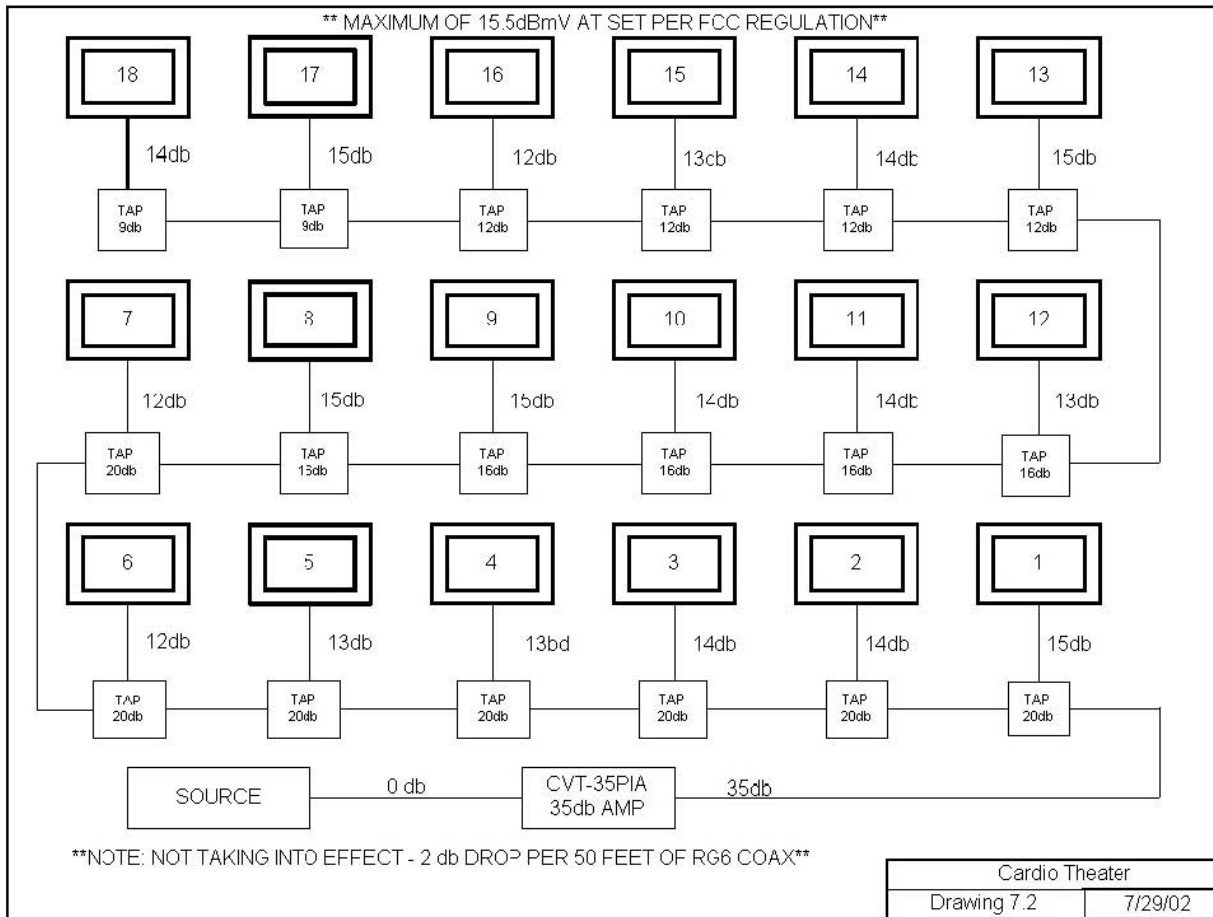 ** MAXIMUM OF 15.5dBmV AT SET PER FCC REGULATION**
18 17 16 15 14 13
14db 15db 12db 13cb 14db 15db
TAP 9db
TAP 9db
TAP 12db
TAP 12db
TAP 12db
TAP 12db
7 8 9 10 11 12
12db 15db 15db 14db 14db 13db
TAP 20db
TAP 16db
TAP 16db
TAP 16db
TAP 16db
TAP 16db
6 5 4 3 2 1
12db 13db 13bd 14db 14db 15db
TAP 20db
TAP 20db
TAP 20db
TAP 20db
TAP 20db
TAP 20db
SOURCE
0 db
CVT-35PIA
35db AMP
35db
**NOTE: NOT TAKING INTO EFFECT - 2 db DROP PER 50 FEET OF RG6 COAX**
Cardio Theater
Drawing 7.2
7/29/02